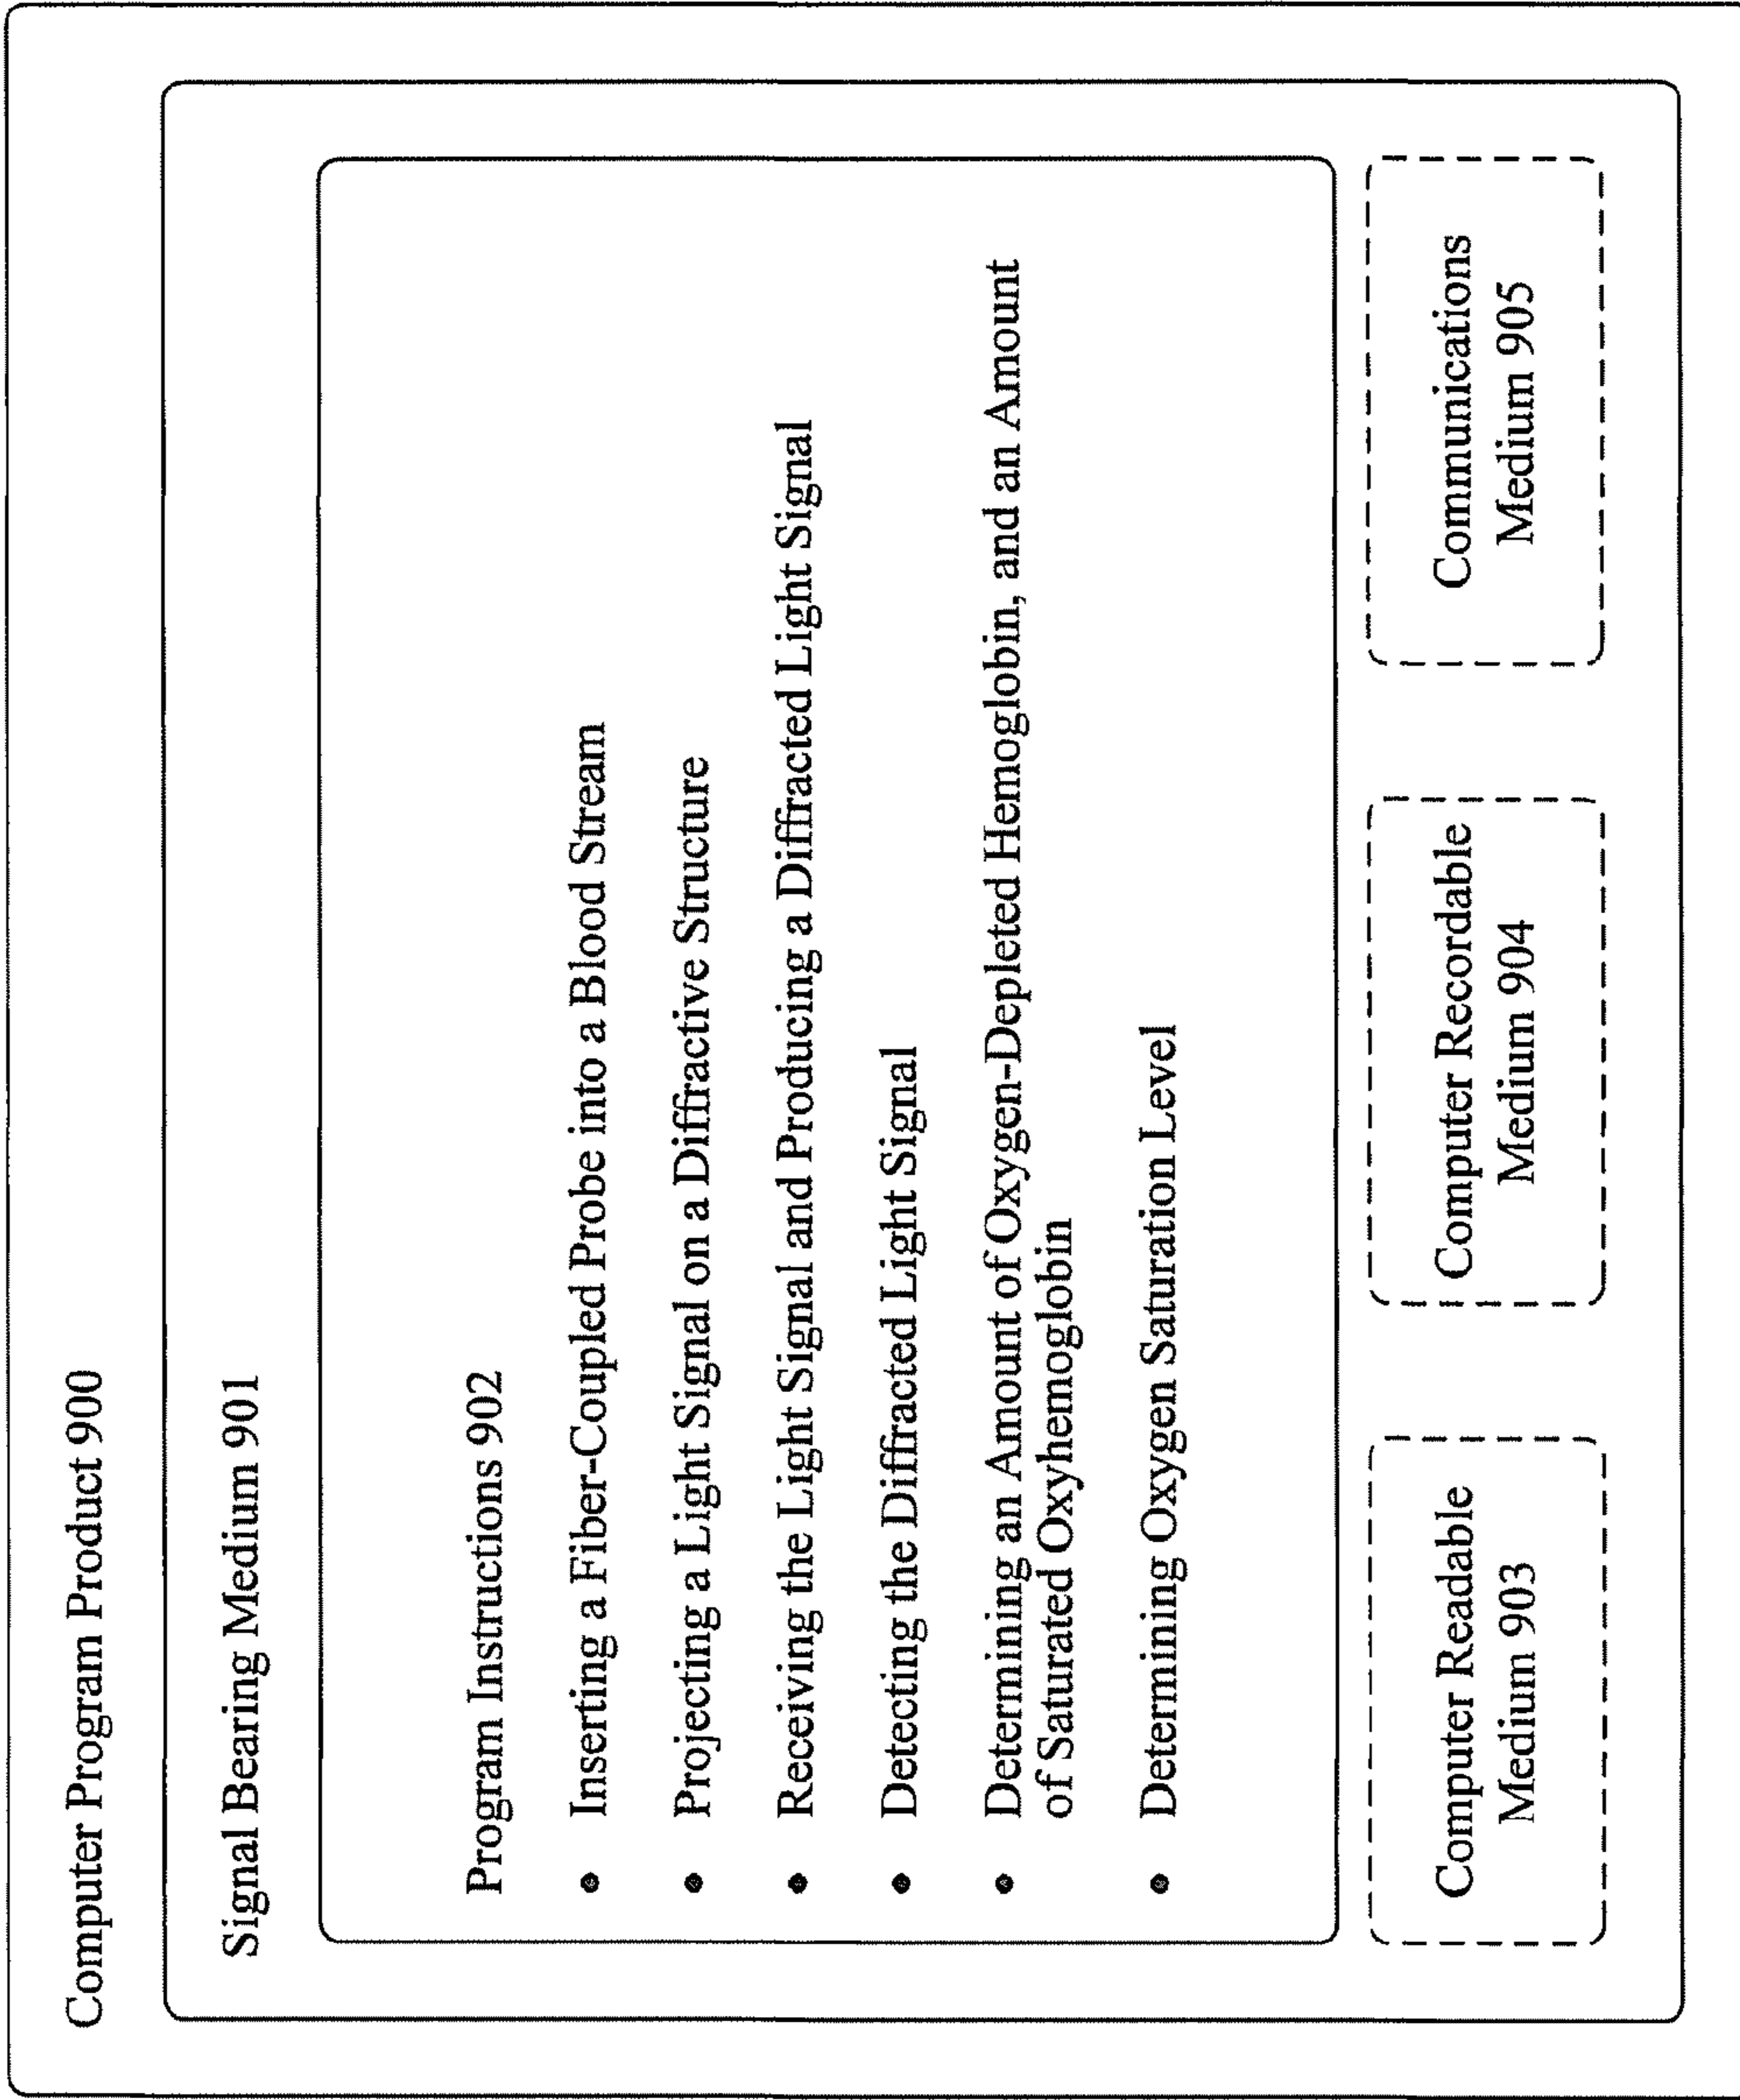 Computer Program Product 900
Signal Bearing Medium 901
Program Instructions 902
• Inserting a Fiber-Coupled Probe into a Blood Stream
• Projecting a Light Signal on a Diffractive Structure
• Receiving the Light Signal and Producing a Diffracted Light Signal
• Detecting the Diffracted Light Signal
• Determining an Amount of Oxygen-Depleted Hemoglobin, and an Amount
of Saturated Oxyhemoglobin
• Determining Oxygen Saturation Level
Computer Readable
Medium 903
Computer Recordable
Medium 904
Communications
Medium 905